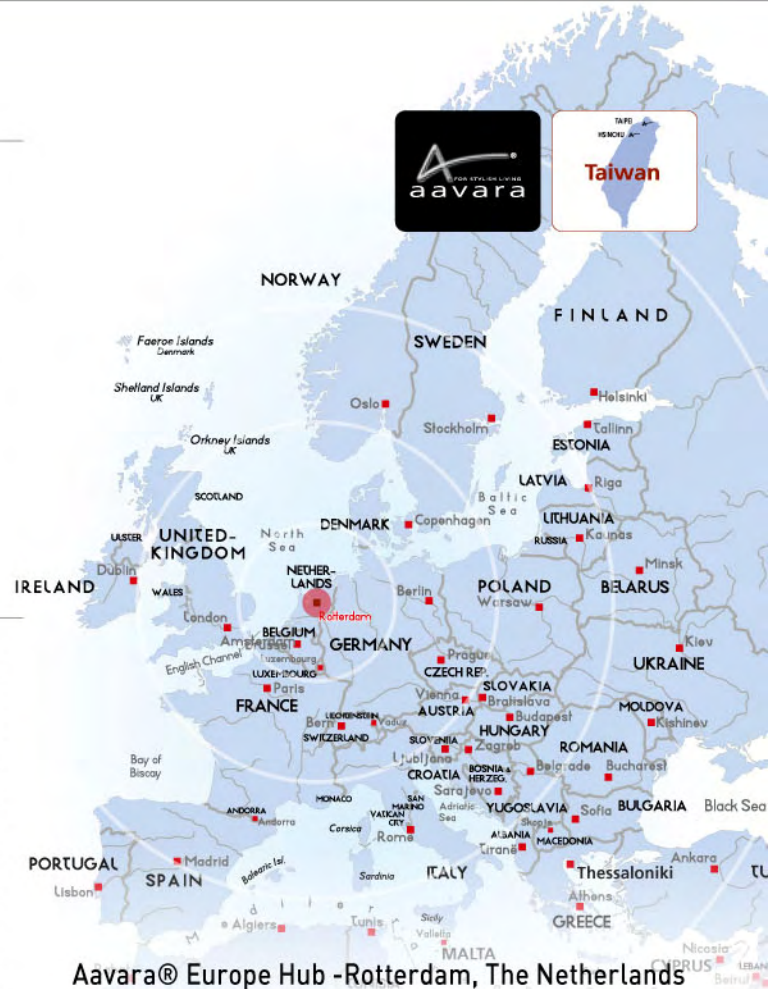 TAIPEI
HSINCHU
Taiwan
FOR STYLISH LIVING
aavara
NORWAY
FINLAND
SWEDEN
Faeroe Islands
Denmark
Shetland Islands
UK
Oslo
Helsinki
Stockholm
Tallinn
Orkney Islands
UK
ESTONIA
LATVIA
Riga
SCOTLAND
Baltic
Sea
LITHUANIA
DENMARK
Copenhagen
ULSTER
UNITED-
KINGDOM
North
Sea
RUSSIA
Kaunas
Dublin
NETHER-
LANDS
Minsk
IRELAND
WALES
Berlin
POLAND
Warsaw
BELARUS
London
Rotterdam
Amsterdam
Brussel
BELGIUM
GERMANY
Kiev
English Channel
Luxembourg
Pragur
UKRAINE
LUXEMBOURG
CZECH REP.
Paris
FRANCE
Vienna
SLOVAKIA
Bratislava
AUSTRIA
MOLDOVA
Bern
LIECHTENSTEIN
Vaduz
Budapest
Kishinev
SWITZERLAND
SLOVENIA
HUNGARY
Zagreb
ROMANIA
Ljubljana
Bay of
Biscay
CROATIA
BOSNIA &
HERZEG.
Belgrade
Bucharest
Sarajevo
MONACO
SAN
MARINO
Adriatic
Sea
YUGOSLAVIA
Sofia
BULGARIA
Black Sea
ANDORRA
Andorra
VATICAN
CITY
Corsica
Rome
Skopje
ALBANIA
MACEDONIA
Tiranë
PORTUGAL
Madrid
SPAIN
Balearic Isl.
Sardinia
ITALY
Thessaloniki
Ankara
TU
Lisbon
Athens
GREECE
Algiers
Tunis
Sicily
Valletta
MALTA
Nicosia
CYPRUS
LEBAN
Beirut
Aavara® Europe Hub -Rotterdam, The Netherlands